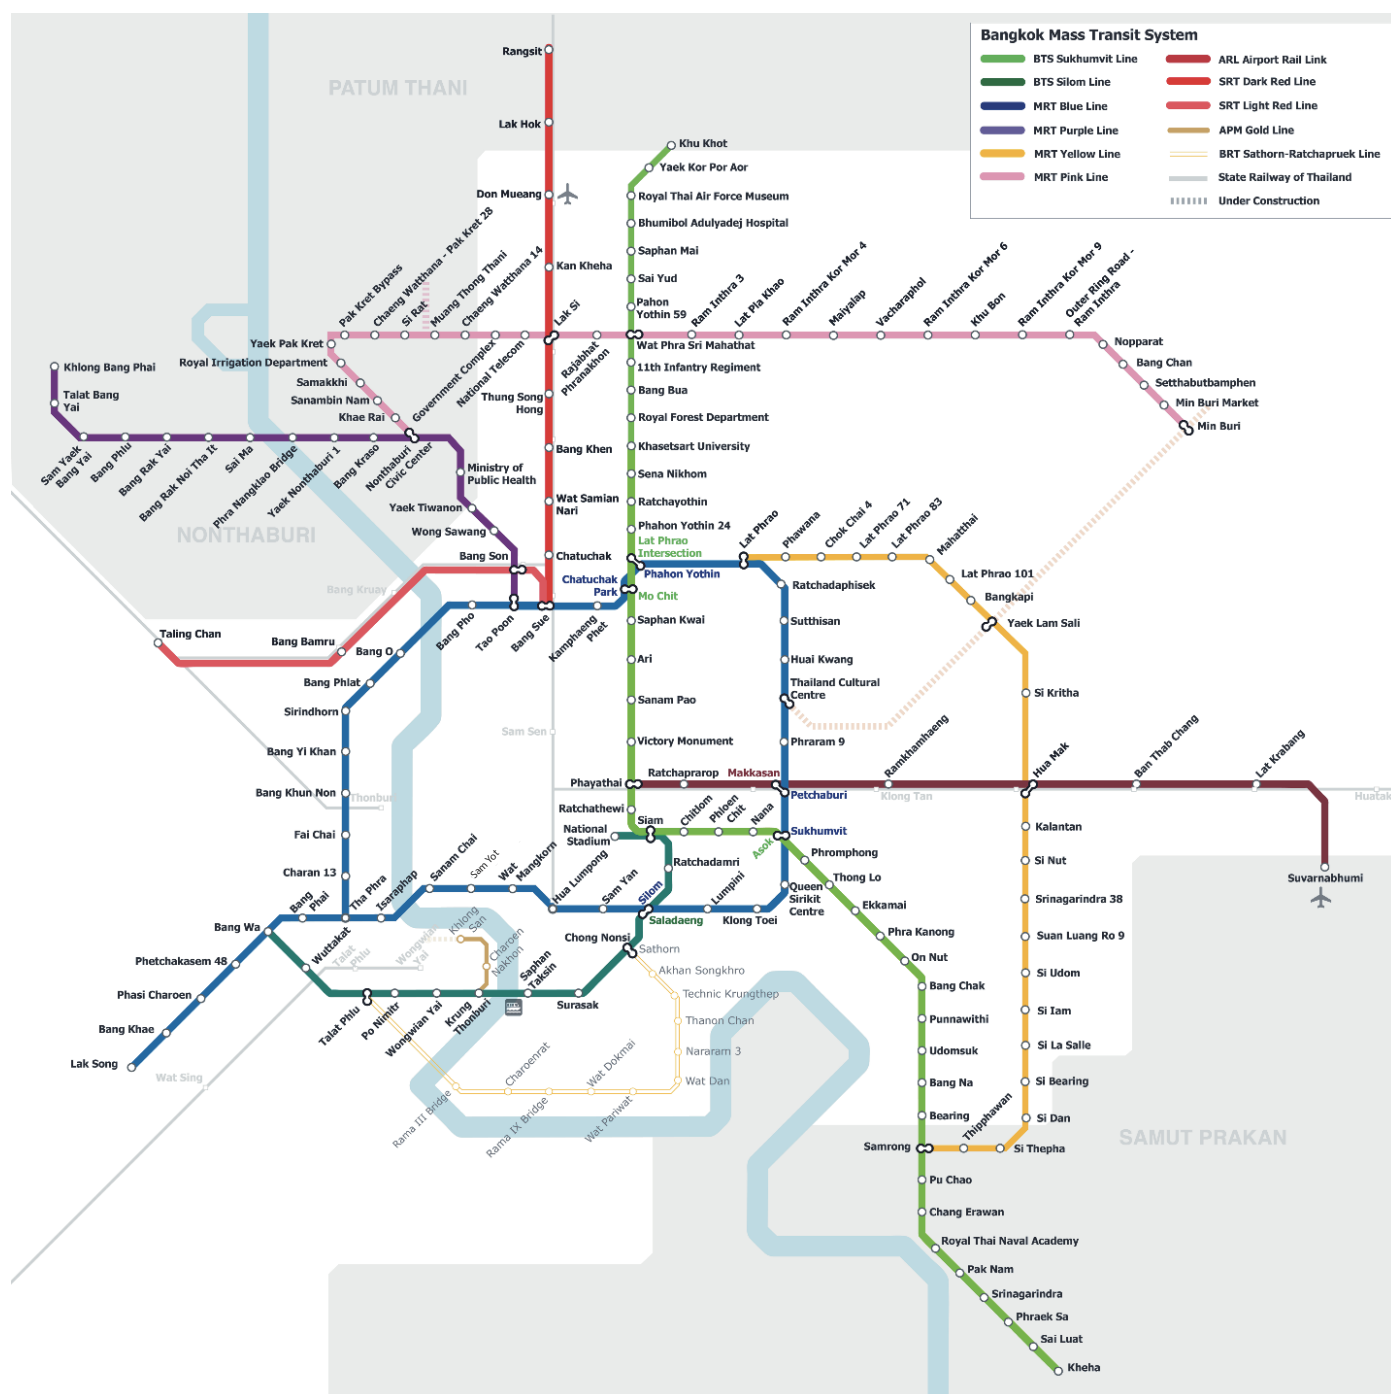 Bangkok Mass Transit System
BTS Sukhumvit Line
BTS Silom Line
MRT Blue Line
MRT Purple Line
MRT Yellow Line
MRT Pink Line
ARL Airport Rail Link
SRT Dark Red Line
SRT Light Red Line
APM Gold Line
BRT Sathorn-Ratchapruek Line
State Railway of Thailand
Under Construction
PATUM THANI
NONTHABURI
SAMUT PRAKAN
Rangsit
Lak Hok
Don Mueang
Kan Kheha
Lak Si
Thung Song
Hong
Bang Khen
Wat Samian
Nari
Chatuchak
Bang Sue
Khu Khot
Yaek Kor Por Aor
Royal Thai Air Force Museum
Bhumibol Adulyadej Hospital
Saphan Mai
Sai Yud
Pahon
Yothin 59
Wat Phra Sri Mahathat
11th Infantry Regiment
Bang Bua
Royal Forest Department
Khasetsart University
Sena Nikhom
Ratchayothin
Phahon Yothin 24
Lat Phrao
Intersection
Phahon Yothin
Chatuchak
Park
Mo Chit
Saphan Kwai
Ari
Sanam Pao
Victory Monument
Phayathai
Ratchathewi
Siam
National
Stadium
Chitlom
Phloen
Chit
Nana
Asok
Sukhumvit
Phromphong
Thong Lo
Ekkamai
Phra Kanong
On Nut
Bang Chak
Punnawithi
Udomsuk
Bang Na
Bearing
Samrong
Pu Chao
Chang Erawan
Royal Thai Naval Academy
Pak Nam
Srinagarindra
Phraek Sa
Sai Luat
Kheha
Pak Kret Bypass
Chaeng Watthana - Pak Kret 28
Si Rat
Muang Thong Thani
Chaeng Watthana 14
Government Complex
National Telecom
Rajabhat
Phranakhon
Ram Inthra 3
Lat Pla Khao
Ram Inthra Kor Mor 4
Maiyalap
Vacharaphol
Ram Inthra Kor Mor 6
Khu Bon
Ram Inthra Kor Mor 9
Outer Ring Road -
Ram Inthra
Nopparat
Bang Chan
Setthabutbamphen
Min Buri Market
Min Buri
Yaek Pak Kret
Royal Irrigation Department
Samakkhi
Sanambin Nam
Khae Rai
Nonthaburi
Civic Center
Khlong Bang Phai
Talat Bang
Yai
Sam Yaek
Bang Yai
Bang Phlu
Bang Rak Yai
Bang Rak Noi Tha It
Sai Ma
Phra Nangklao Bridge
Yaek Nonthaburi 1
Bang Kraso
Ministry of
Public Health
Yaek Tiwanon
Wong Sawang
Bang Son
Tao Poon
Bang Kruay
Taling Chan
Bang Bamru
Bang Pho
Bang O
Bang Phlat
Sirindhorn
Bang Yi Khan
Bang Khun Non
Fai Chai
Charan 13
Tha Phra
Kamphaeng
Phet
Lat Phrao
Phawana
Chok Chai 4
Lat Phrao 71
Lat Phrao 83
Mahatthai
Lat Phrao 101
Bangkapi
Yaek Lam Sali
Si Kritha
Hua Mak
Kalantan
Si Nut
Srinagarindra 38
Suan Luang Ro 9
Si Udom
Si Iam
Si La Salle
Si Bearing
Si Dan
Si Thepha
Thipphawan
Ratchadaphisek
Sutthisan
Huai Kwang
Thailand Cultural
Centre
Phraram 9
Petchaburi
Makkasan
Ratchaprarop
Ramkhamhaeng
Ban Thab Chang
Lat Krabang
Suvarnabhumi
Klong Tan
Huatak
Sam Sen
Thonbur
Queen
Sirikit
Centre
Klong Toei
Lumpini
Silom
Saladaeng
Ratchadamri
Sam Yan
Hua Lumpong
Wat
Mangkorn
Sam Yot
Sanam Chai
Isaraphap
Bang
Phai
Bang Wa
Phetchakasem 48
Phasi Charoen
Bang Khae
Lak Song
Wat Sing
Wuttakat
Talat
Phlu
Wongwian
Yai
Talat Phlu
Po Nimitr
Wongwian Yai
Krung
Thonburi
Khlong
San
Charoen
Nakhon
Saphan
Taksin
Surasak
Chong Nonsi
Sathorn
Akhan Songkhro
Technic Krungthep
Thanon Chan
Nararam 3
Wat Dan
Wat Pariwat
Wat Dokmai
Rama IX Bridge
Charoenrat
Rama III Bridge